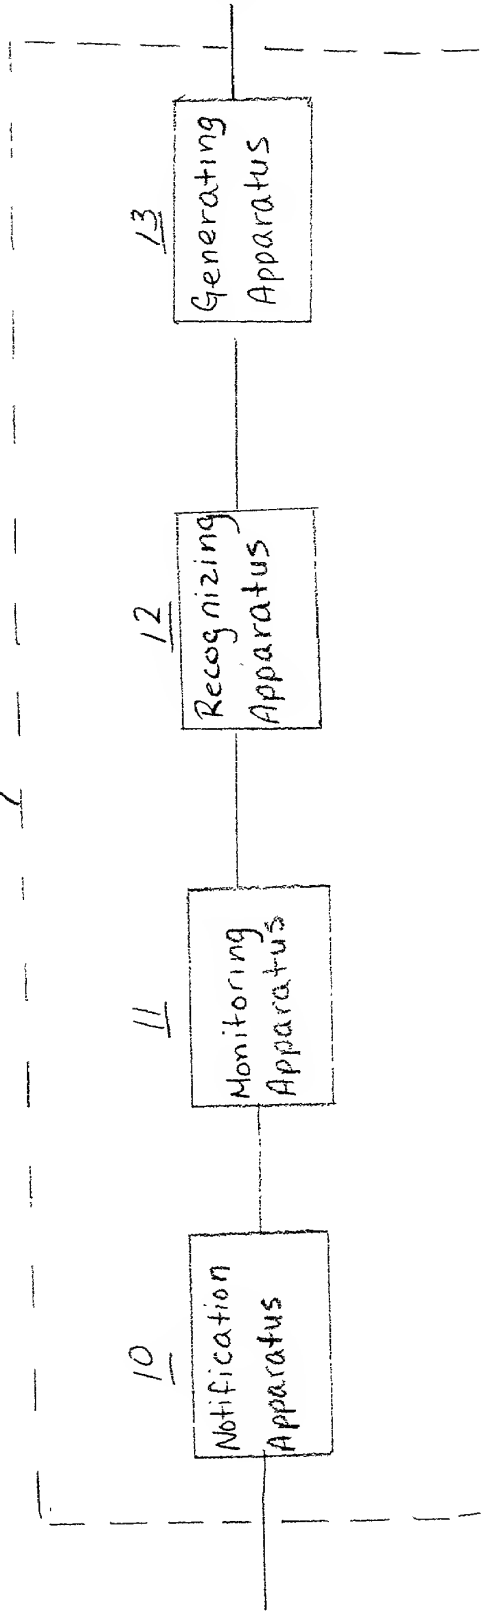 10
Notification
Apparatus
11
Monitoring
Apparatus
12
Recognizing
Apparatus
13
Generating
Apparatus